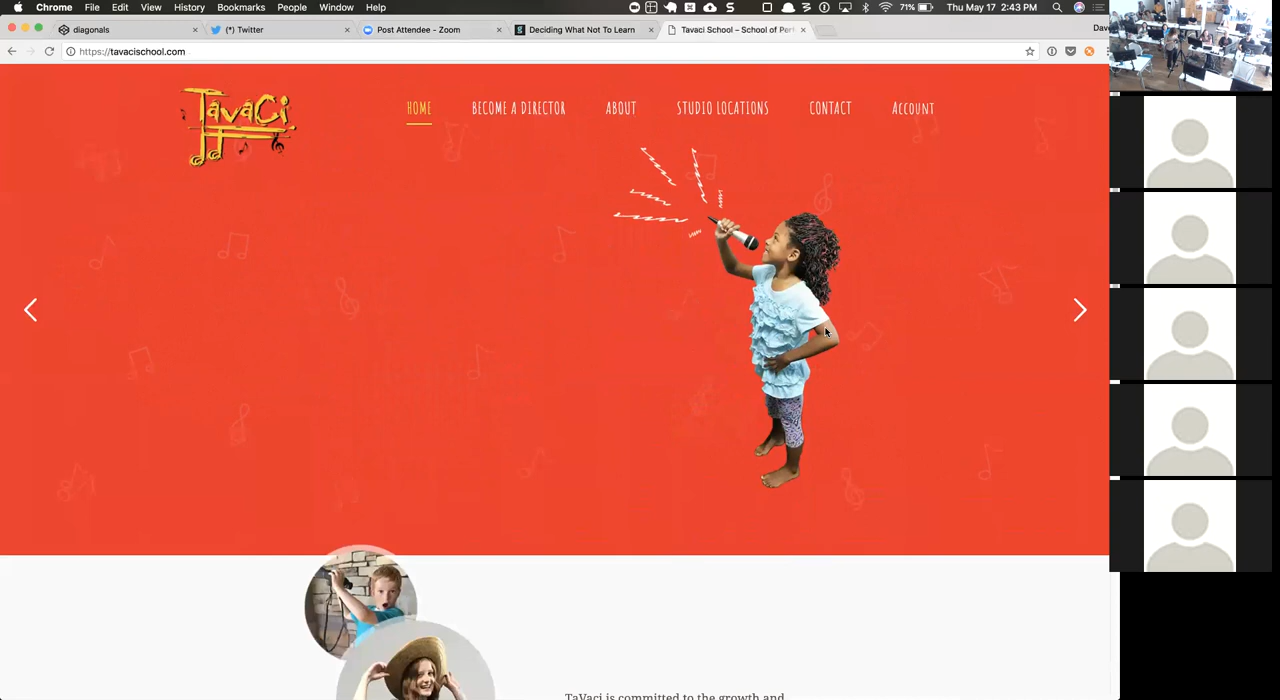 Chrome File Edit View History Bookmarks People Window Help
71% Thu May 17 2:43 PM
diagonals
(*) Twitter
Post Attendee - Zoom
Deciding What Not To Learn
Tavaci School – School of Per
Dav
https://tavacischool.com
TaVaCi
HOME
BECOME A DIRECTOR
ABOUT
STUDIO LOCATIONS
CONTACT
Account
TaVaci is committed to the growth and